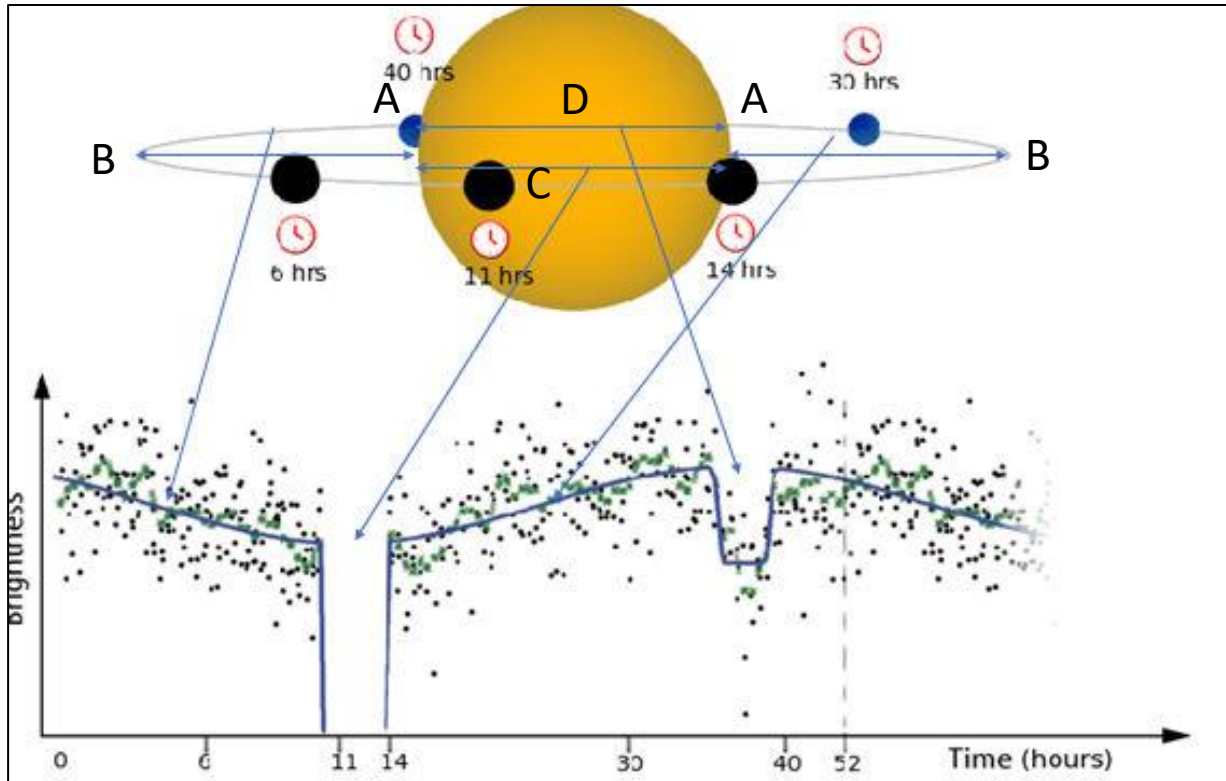 40 hrs
30 hrs
A
D
A
B
B
C
6 hrs
11 hrs
14 hrs
Brightness
0
6
11
14
30
40
52
Time (hours)